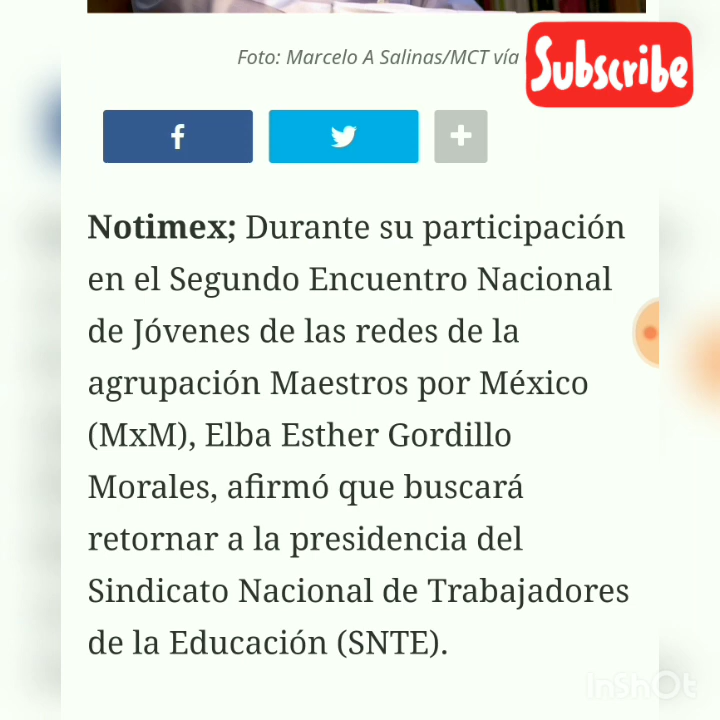 Foto: Marcelo A Salinas/MCT vía
Subscribe
Notimex; Durante su participación
en el Segundo Encuentro Nacional
de Jóvenes de las redes de la
agrupación Maestros por México
(MxM), Elba Esther Gordillo
Morales, afirmó que buscará
retornar a la presidencia del
Sindicato Nacional de Trabajadores
de la Educación (SNTE).
InShOt